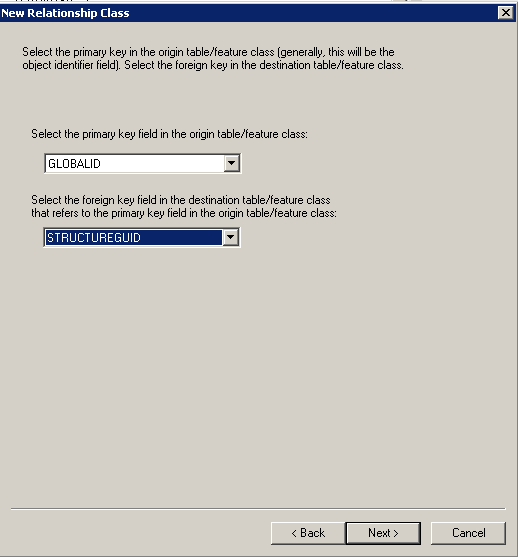 New Relationship Class
Select the primary key in the origin table/feature class (generally, this will be the
object identifier field). Select the foreign key in the destination table/feature class.
Select the primary key field in the origin table/feature class:
GLOBALID
Select the foreign key field in the destination table/feature class
that refers to the primary key field in the origin table/feature class:
STRUCTUREGUID
< Back
Next >
Cancel